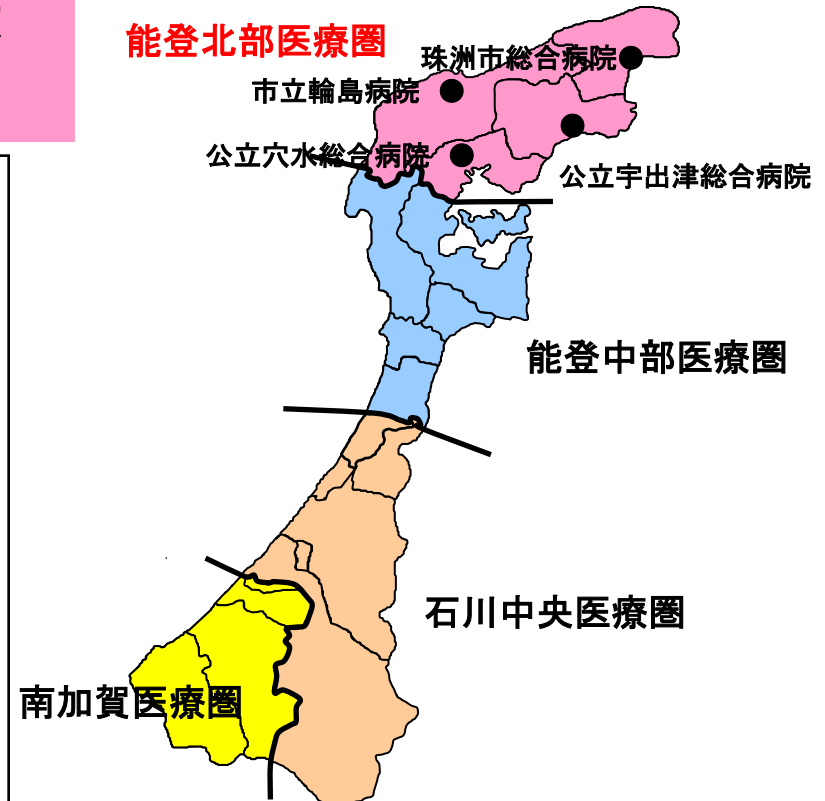 能登北部医療圏
珠洲市総合病院
市立輪島病院
公立穴水総合病院
公立宇出津総合病院
能登中部医療圏
石川中央医療圏
南加賀医療圏